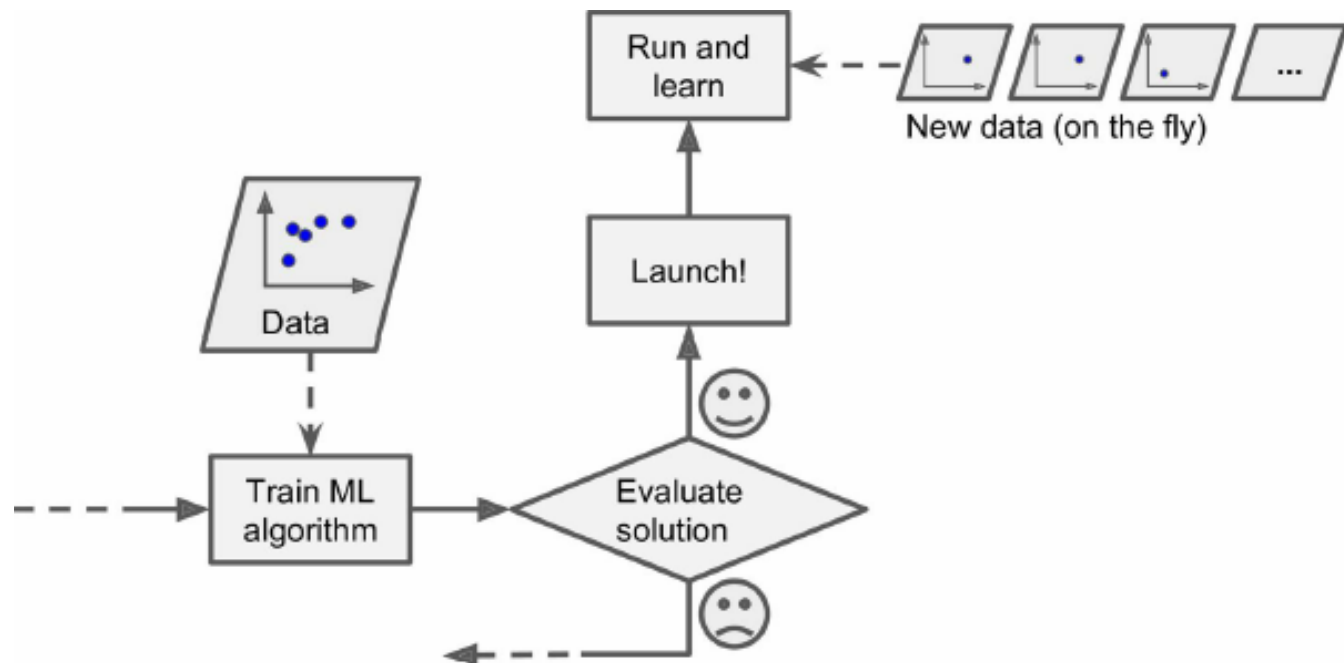 Run and
learn
...
New data (on the fly)
Launch!
Data
Train ML
algorithm
Evaluate
solution